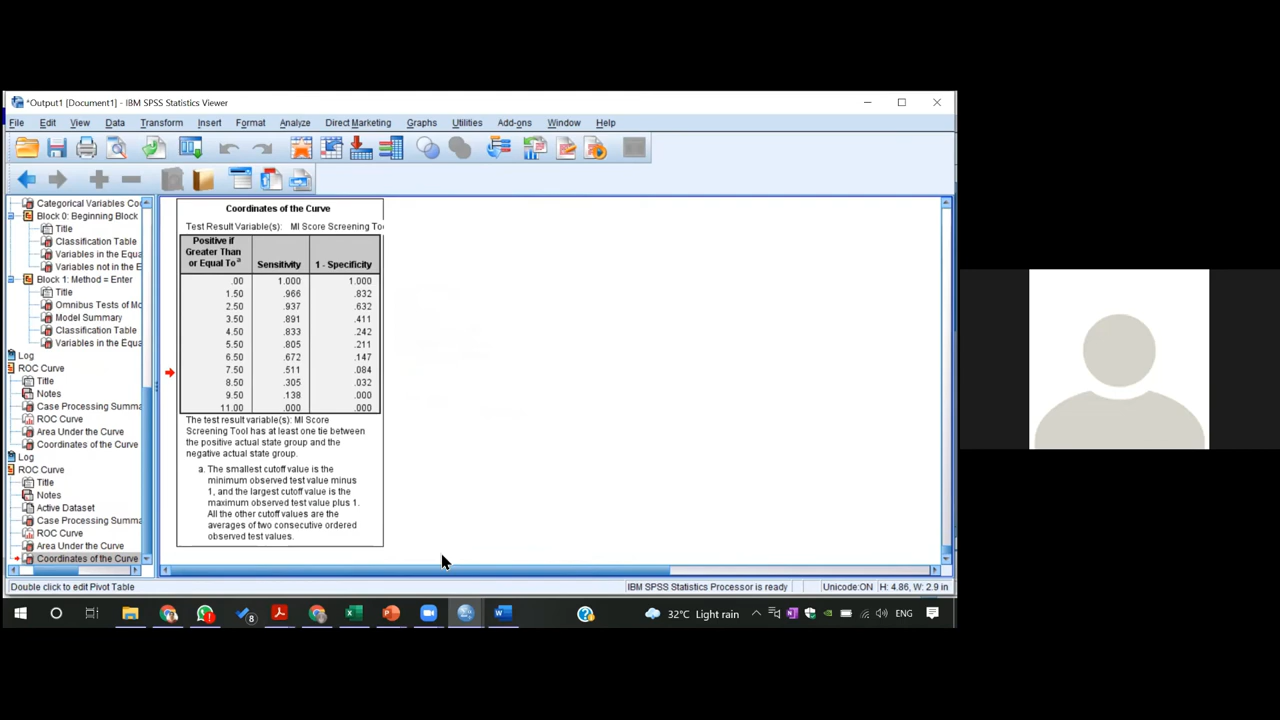 *Output1 [Document1] - IBM SPSS Statistics Viewer
File Edit View Data Transform Insert Format Analyze Direct Marketing Graphs Utilities Add-ons Window Help
Categorical Variables Co
Block 0: Beginning Block
Title
Classification Table
Variables in the Equa
Variables not in the E
Block 1: Method = Enter
Title
Omnibus Tests of Mo
Model Summary
Classification Table
Variables in the Equa
Log
ROC Curve
Title
Notes
Case Processing Summa
ROC Curve
Area Under the Curve
Coordinates of the Curve
Log
ROC Curve
Title
Notes
Active Dataset
Case Processing Summa
ROC Curve
Area Under the Curve
Coordinates of the Curve
Coordinates of the Curve
Test Result Variable(s): MI Score Screening Too
Positive if
Greater Than
or Equal To a Sensitivity 1 - Specificity
.00 1.000 1.000
1.50 .966 .832
2.50 .937 .632
3.50 .891 .411
4.50 .833 .242
5.50 .805 .211
6.50 .672 .147
7.50 .511 .084
8.50 .305 .032
9.50 .138 .000
11.00 .000 .000
The test result variable(s): MI Score
Screening Tool has at least one tie between
the positive actual state group and the
negative actual state group.
a. The smallest cutoff value is the
minimum observed test value minus
1, and the largest cutoff value is the
maximum observed test value plus 1.
All the other cutoff values are the
averages of two consecutive ordered
observed test values.
Double click to edit Pivot Table IBM SPSS Statistics Processor is ready Unicode:ON H: 4.86, W: 2.9 in
8 32°C Light rain ENG